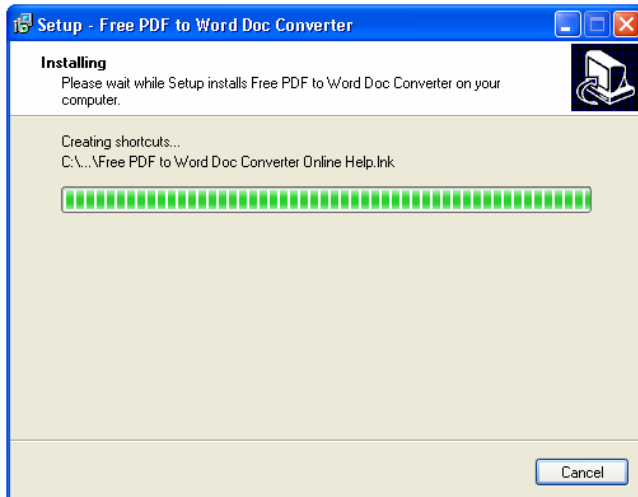 Setup - Free PDF to Word Doc Converter
Installing
Please wait while Setup installs Free PDF to Word Doc Converter on your
computer.
Creating shortcuts...
C:\...\Free PDF to Word Doc Converter Online Help.lnk
Cancel